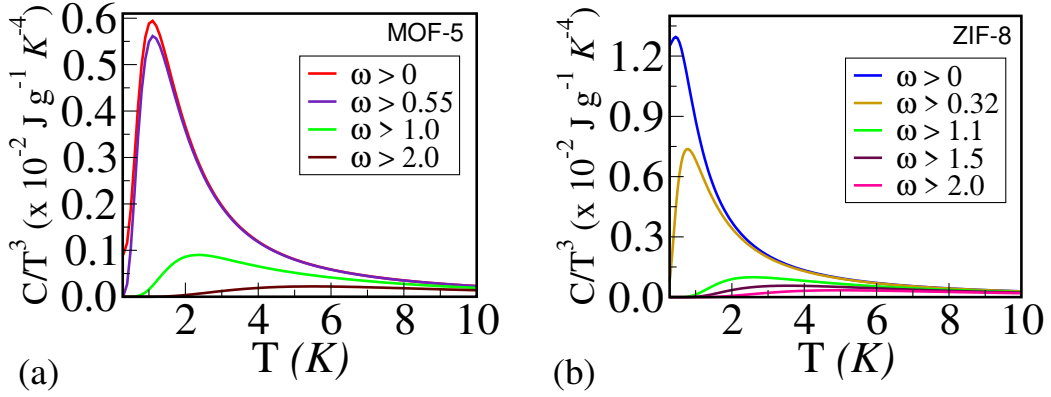 MOF-5
ω > 0
ω > 0.55
ω > 1.0
ω > 2.0
0.6
0.5
0.4
0.3
0.2
0.1
0.0
C/T³ (x 10⁻² J g⁻¹ K⁻⁴)
2 4 6 8 10
T (K)
(a)
ZIF-8
ω > 0
ω > 0.32
ω > 1.1
ω > 1.5
ω > 2.0
1.2
0.9
0.6
0.3
0.0
C/T³ (x 10⁻² J g⁻¹ K⁻⁴)
2 4 6 8 10
T (K)
(b)